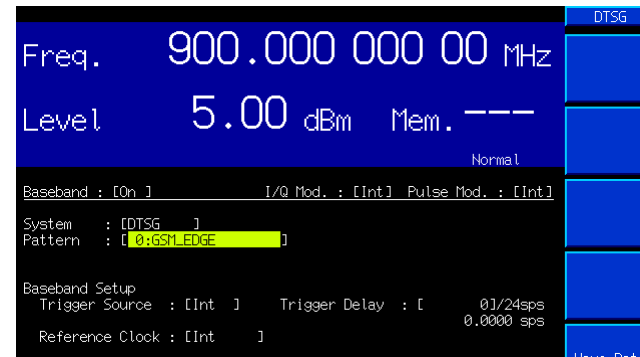 DTSG
Freq. 900.000 000 00 MHz
Level 5.00 dBm Mem. ---
Normal
Baseband : [On ] I/Q Mod. : [Int] Pulse Mod. : [Int]
System : [DTSG ]
Pattern : [ 0:GSM_EDGE ]
Baseband Setup
Trigger Source : [Int ] Trigger Delay : [ 0]/24sps
0.0000 sps
Reference Clock : [Int ]